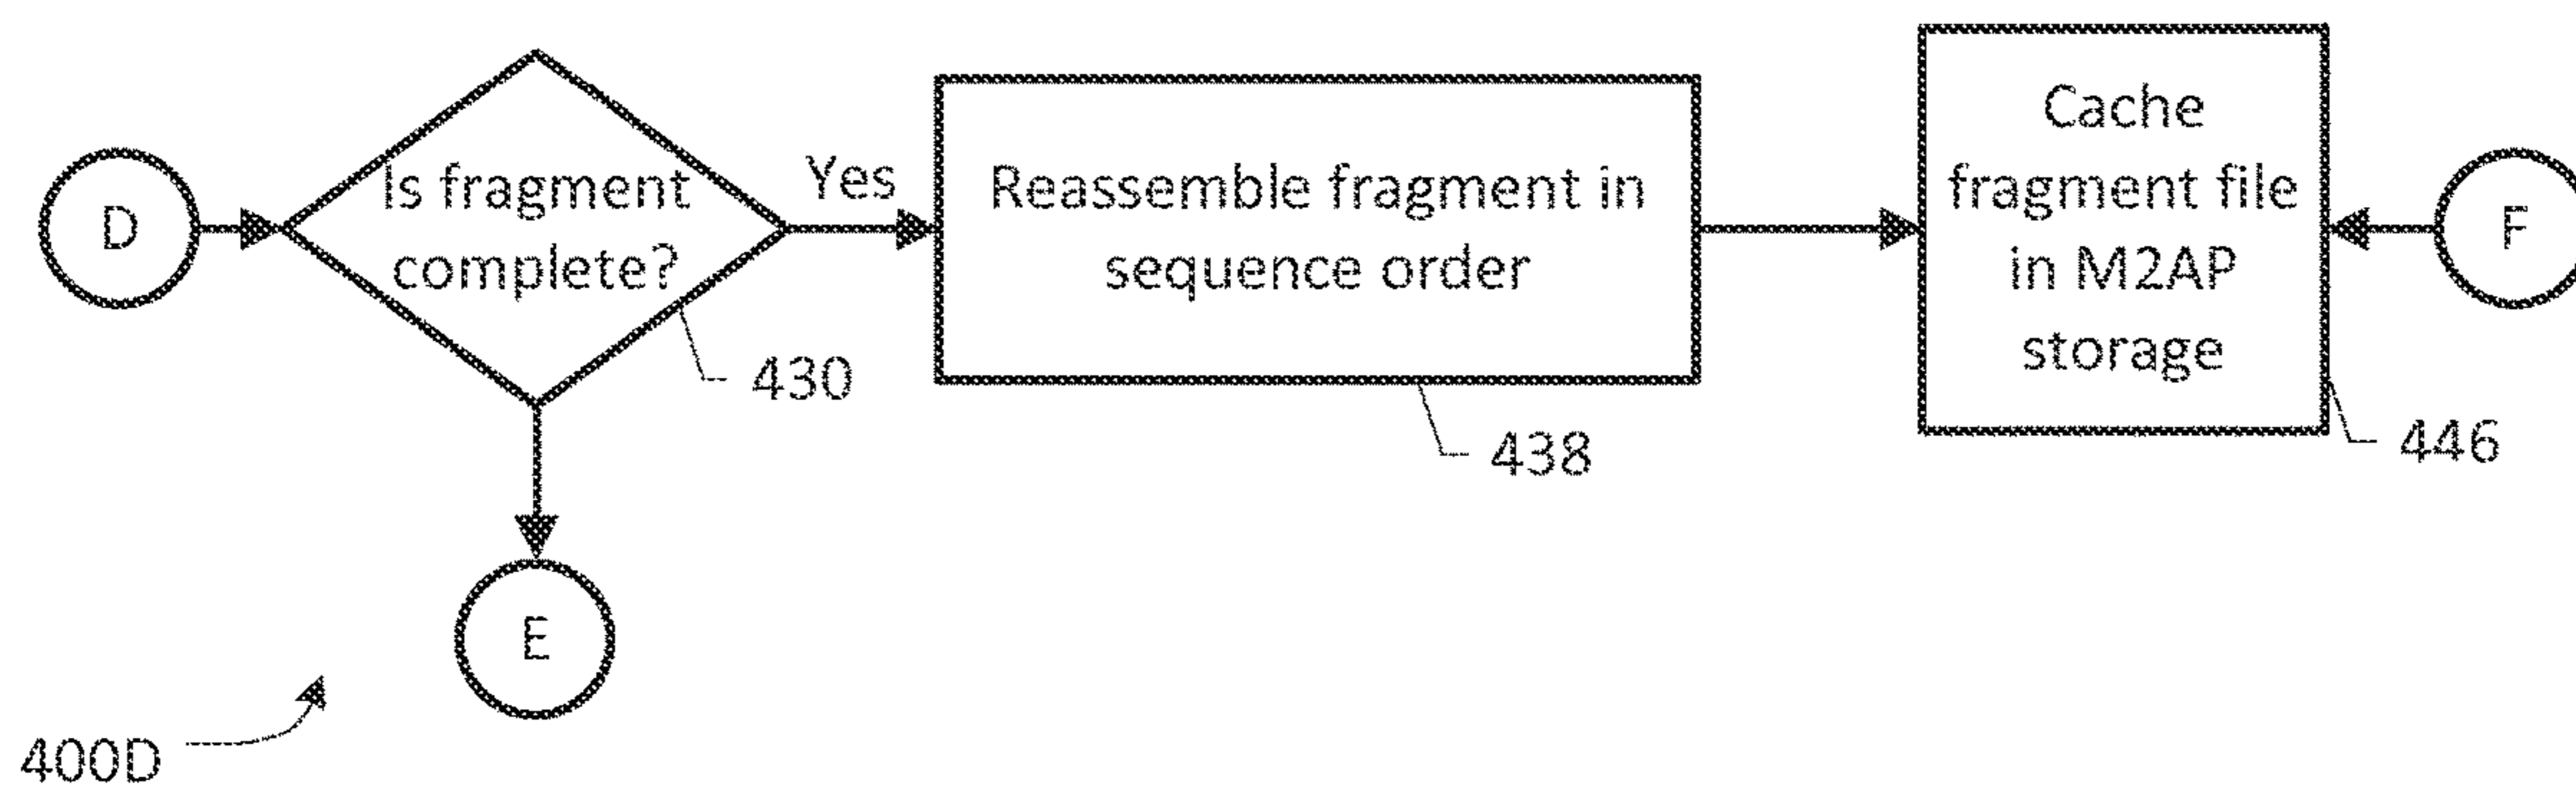 D
Is fragment
complete?
430
Yes
Reassemble fragment in
sequence order
438
Cache
fragment file
in M2AP
storage
446
F
E
400D